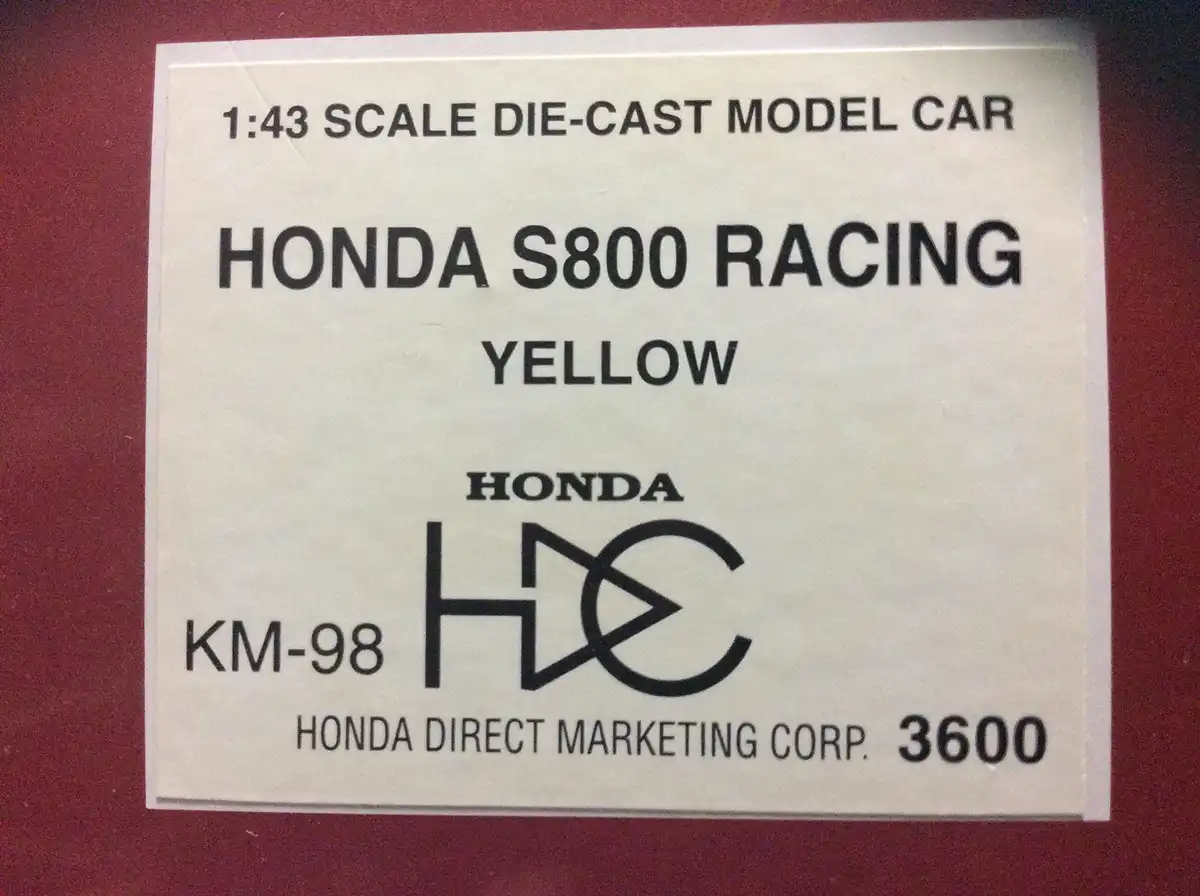 1:43 SCALE DIE-CAST MODEL CAR
HONDA S800 RACING
YELLOW
HONDA
HDC
KM-98
HONDA DIRECT MARKETING CORP. 3600